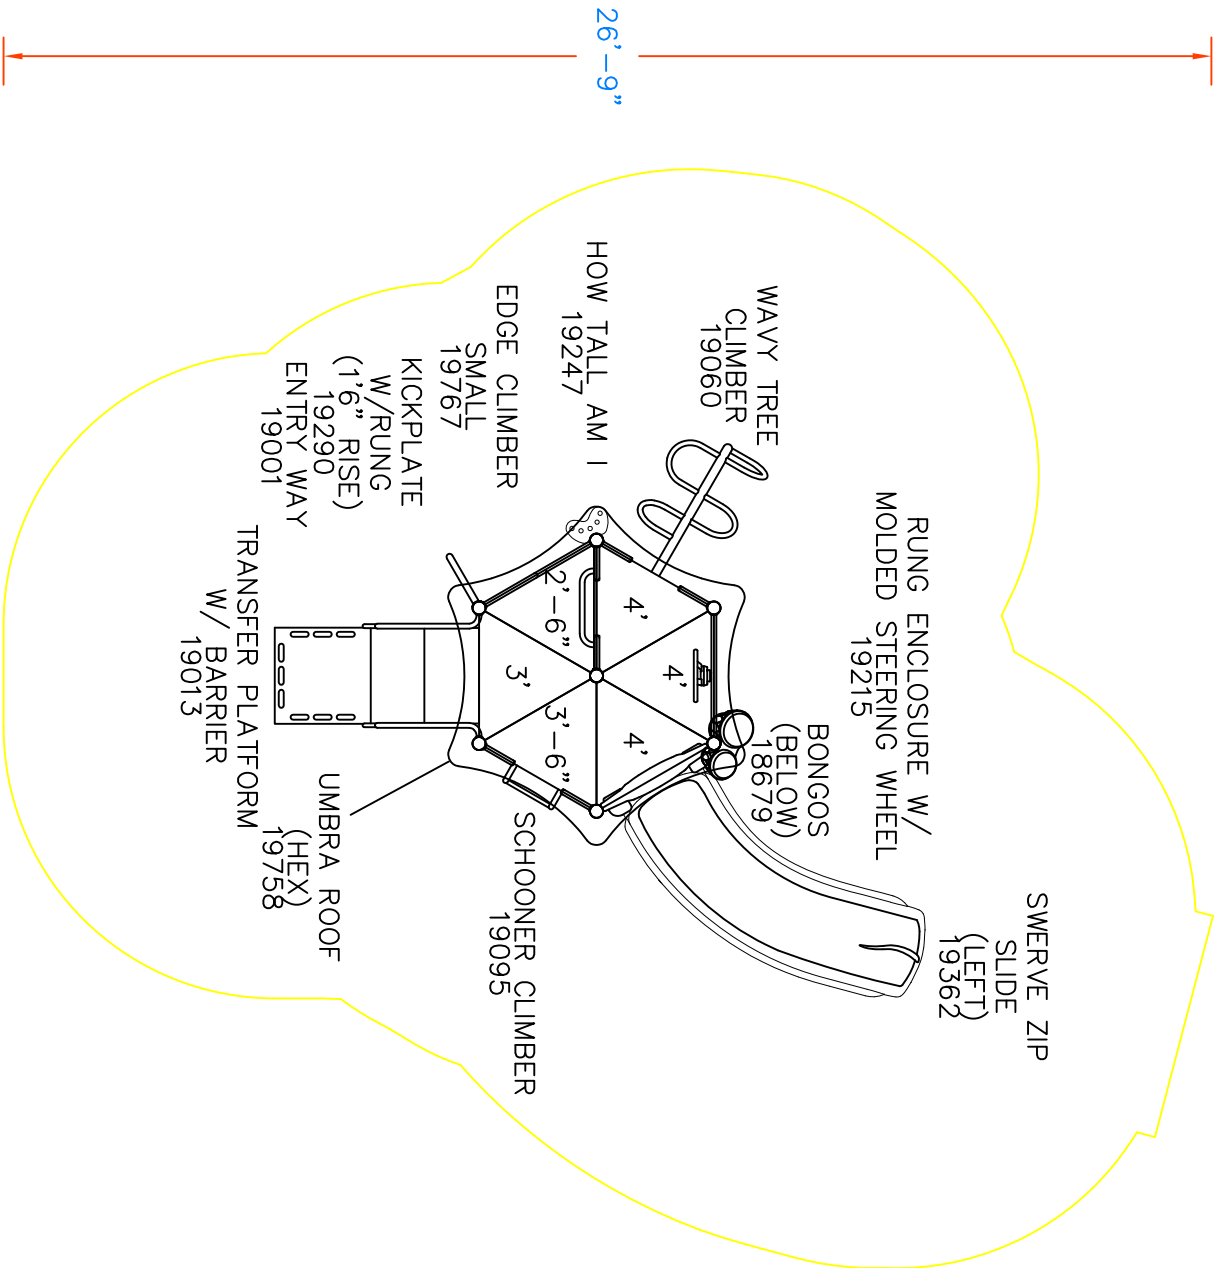 26'-9"
SWERVE ZIP
SLIDE
(LEFT)
19362
RUNG ENCLOSURE W/
MOLDED STEERING WHEEL
19215
BONGOS
(BELOW)
18679
WAVY TREE
CLIMBER
19060
HOW TALL AM I
19247
EDGE CLIMBER
SMALL
19767
KICKPLATE
W/RUNG
(1'6" RISE)
19290
ENTRY WAY
19001
TRANSFER PLATFORM
W/ BARRIER
19013
UMBRA ROOF
(HEX)
19758
SCHOONER CLIMBER
19095
4'
4'
4'
2'-6"
3'
3'-6"